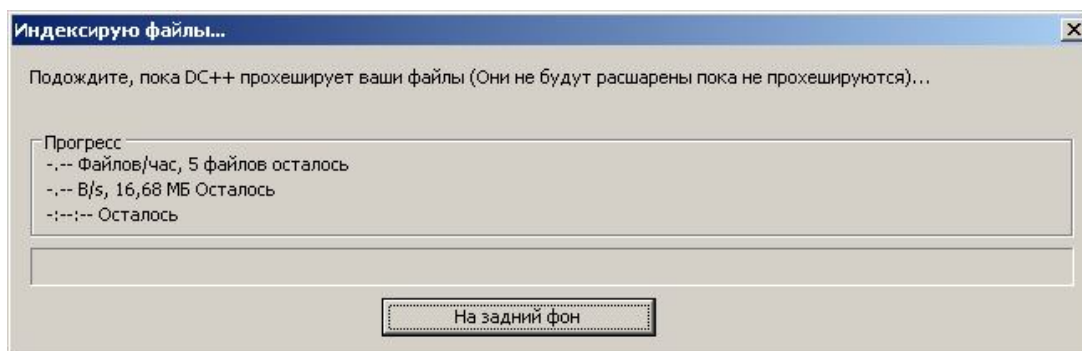 Индексирую файлы...
Подождите, пока DC++ прохеширует ваши файлы (Они не будут расшарены пока не прохешируются)...
Прогресс
-.-- Файлов/час, 5 файлов осталось
-.-- B/s, 16,68 МБ Осталось
-:--:-- Осталось
На задний фон